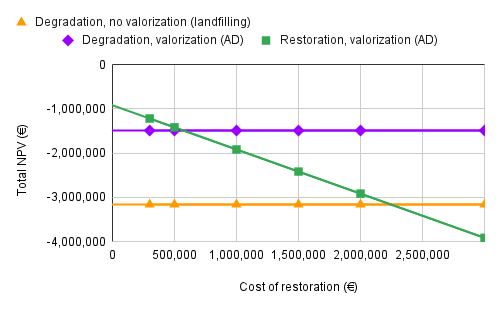 Degradation, no valorization (landfilling)
Degradation, valorization (AD)
Restoration, valorization (AD)
Total NPV (€)
0
-1,000,000
-2,000,000
-3,000,000
-4,000,000
0 500,000 1,000,000 1,500,000 2,000,000 2,500,000
Cost of restoration (€)